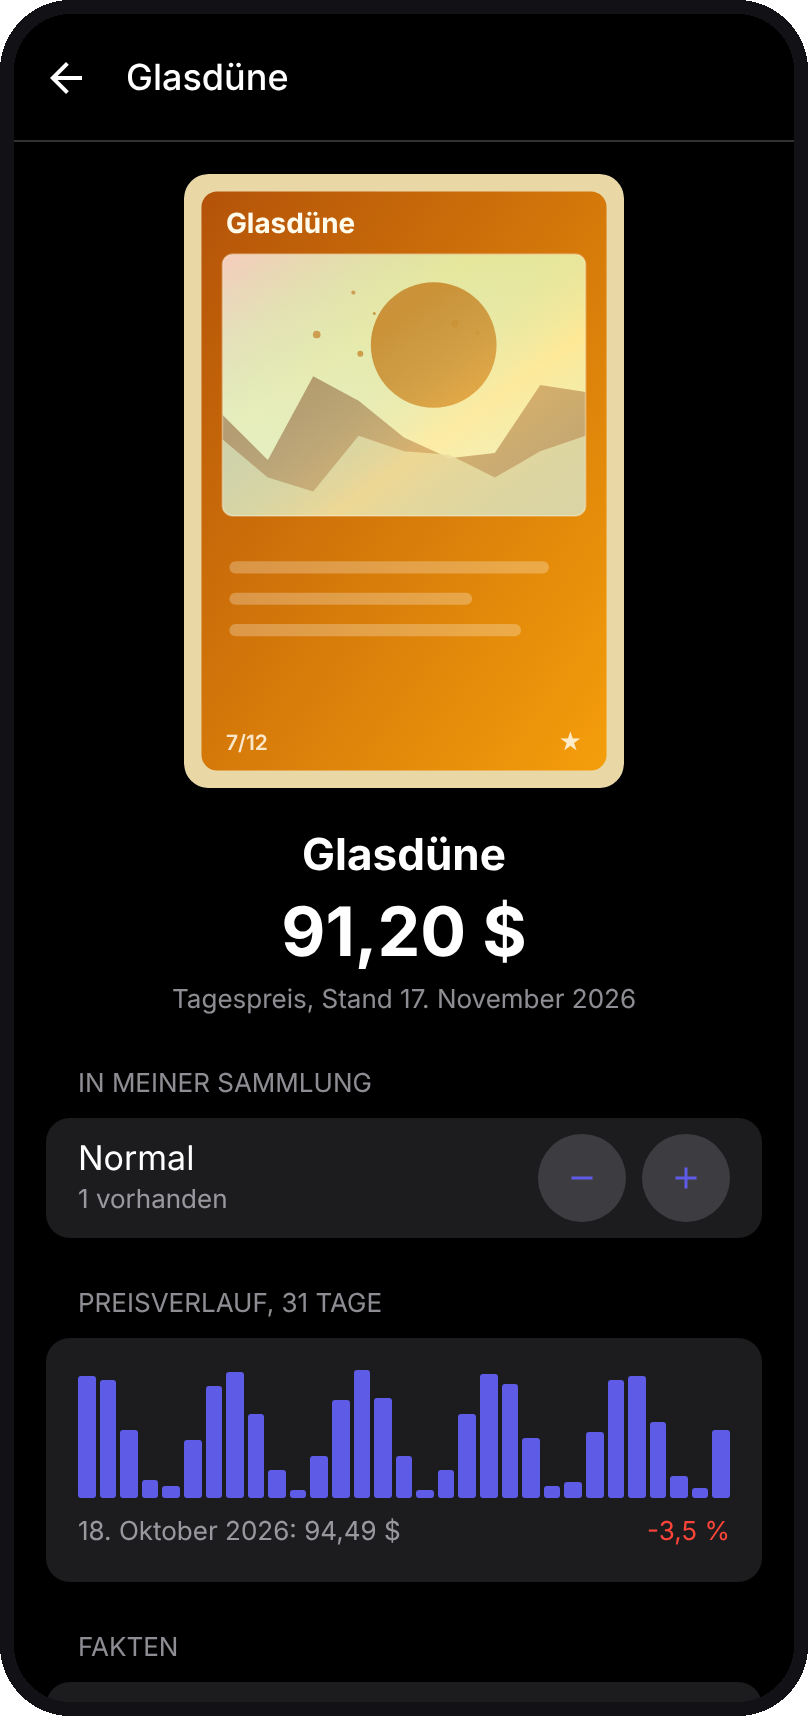 Glasdüne
Glasdüne
7/12 ★
Glasdüne
91,20 $
Tagespreis, Stand 17. November 2026
IN MEINER SAMMLUNG
Normal
1 vorhanden
− +
PREISVERLAUF, 31 TAGE
18. Oktober 2026: 94,49 $ -3,5 %
FAKTEN